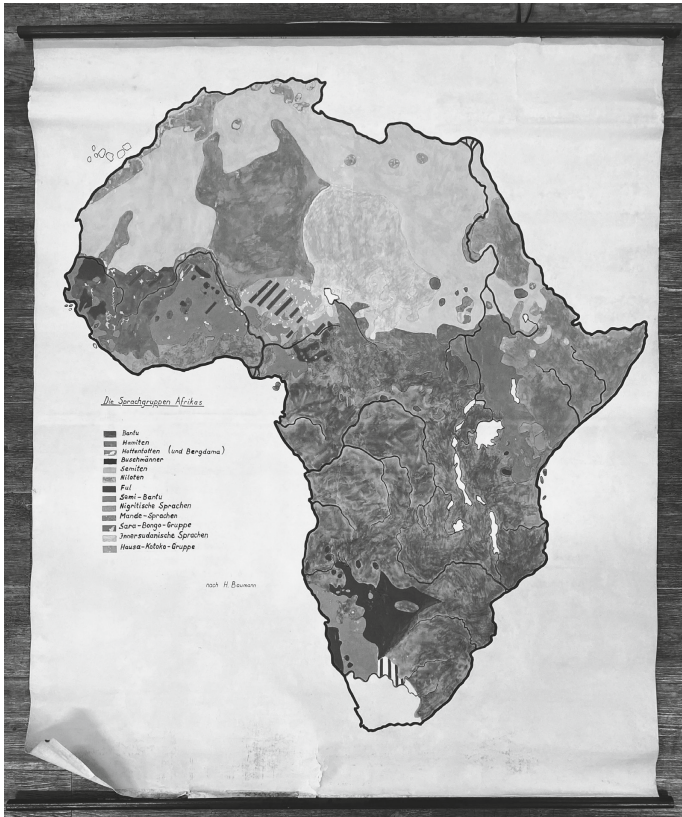 Die Sprachgruppen Afrikas
Bantu
Hamiten
Hottentotten (und Bergdama)
Buschmänner
Semiten
Niloten
Ful
Semi-Bantu
Nigritische Sprachen
Mande-Sprachen
Sara-Bongo-Gruppe
Innersudanische Sprachen
Hausa-Kotoko-Gruppe
nach H. Baumann